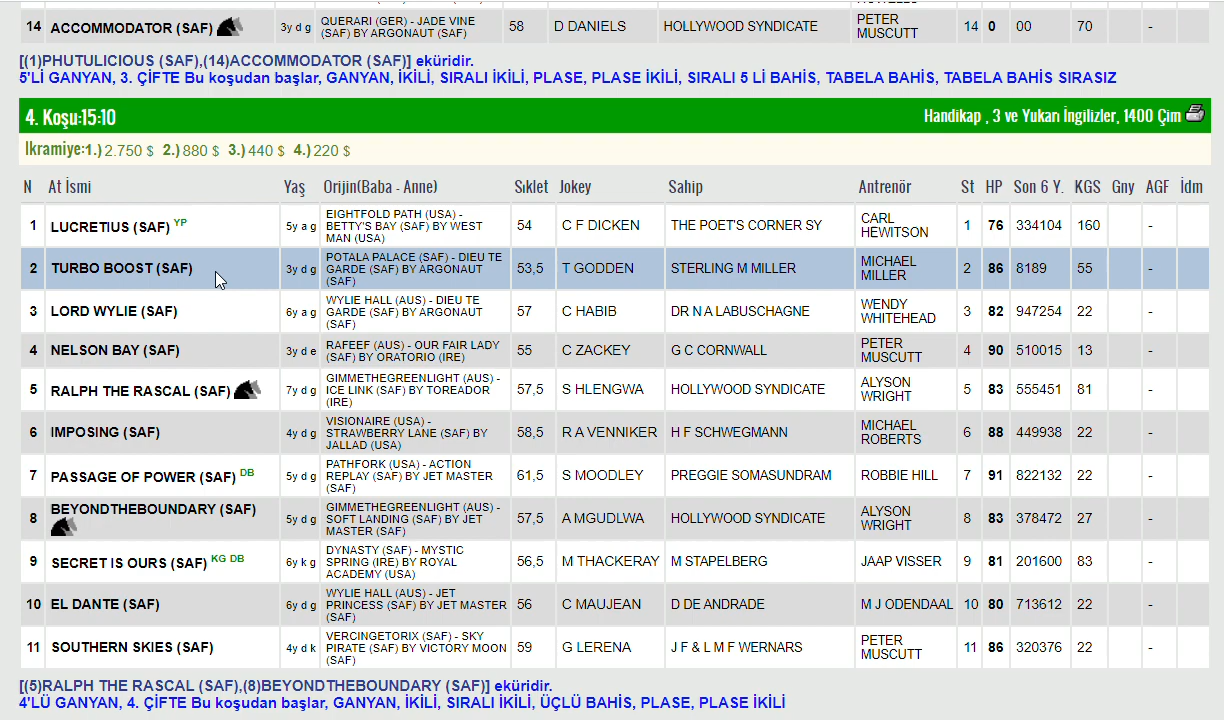 14 ACCOMMODATOR (SAF) 3y d g QUERARI (GER) - JADE VINE (SAF) BY ARGONAUT (SAF) 58 D DANIELS HOLLYWOOD SYNDICATE PETER MUSCUTT 14 0 00 70 -
[(1)PHUTULICIOUS (SAF),(14)ACCOMMODATOR (SAF)] eküridir.
5'Lİ GANYAN, 3. ÇİFTE Bu koşudan başlar, GANYAN, İKİLİ, SIRALI İKİLİ, PLASE, PLASE İKİLİ, SIRALI 5 Lİ BAHİS, TABELA BAHİS, TABELA BAHİS SIRASIZ
4. Koşu:15:10 Handikap , 3 ve Yukarı İngilizler, 1400 Çim
İkramiye:1.) 2.750 $ 2.) 880 $ 3.) 440 $ 4.) 220 $
N At İsmi Yaş Orijin(Baba - Anne) Sıklet Jokey Sahip Antrenör St HP Son 6 Y. KGS Gny AGF İdm
1 LUCRETIUS (SAF) YP 5y a g EIGHTFOLD PATH (USA) - BETTY'S BAY (SAF) BY WEST MAN (USA) 54 C F DICKEN THE POET'S CORNER SY CARL HEWITSON 1 76 334104 160 -
2 TURBO BOOST (SAF) 3y d g POTALA PALACE (SAF) - DIEU TE GARDE (SAF) BY ARGONAUT (SAF) 53,5 T GODDEN STERLING M MILLER MICHAEL MILLER 2 86 8189 55 -
3 LORD WYLIE (SAF) 6y a g WYLIE HALL (AUS) - DIEU TE GARDE (SAF) BY ARGONAUT (SAF) 57 C HABIB DR N A LABUSCHAGNE WENDY WHITEHEAD 3 82 947254 22 -
4 NELSON BAY (SAF) 3y d e RAFEEF (AUS) - OUR FAIR LADY (SAF) BY ORATORIO (IRE) 55 C ZACKEY G C CORNWALL PETER MUSCUTT 4 90 510015 13 -
5 RALPH THE RASCAL (SAF) 7y d g GIMMETHEGREENLIGHT (AUS) - ICE LINK (SAF) BY TOREADOR (IRE) 57,5 S HLENGWA HOLLYWOOD SYNDICATE ALYSON WRIGHT 5 83 555451 81 -
6 IMPOSING (SAF) 4y d g VISIONAIRE (USA) - STRAWBERRY LANE (SAF) BY JALLAD (USA) 58,5 R A VENNIKER H F SCHWEGMANN MICHAEL ROBERTS 6 88 449938 22 -
7 PASSAGE OF POWER (SAF) DB 5y d g PATHFORK (USA) - ACTION REPLAY (SAF) BY JET MASTER (SAF) 61,5 S MOODLEY PREGGIE SOMASUNDRAM ROBBIE HILL 7 91 822132 22 -
8 BEYONDTHEBOUNDARY (SAF) 5y d g GIMMETHEGREENLIGHT (AUS) - SOFT LANDING (SAF) BY JET MASTER (SAF) 57,5 A MGUDLWA HOLLYWOOD SYNDICATE ALYSON WRIGHT 8 83 378472 27 -
9 SECRET IS OURS (SAF) KG DB 6y k g DYNASTY (SAF) - MYSTIC SPRING (IRE) BY ROYAL ACADEMY (USA) 56,5 M THACKERAY M STAPELBERG JAAP VISSER 9 81 201600 83 -
10 EL DANTE (SAF) 6y d g WYLIE HALL (AUS) - JET PRINCESS (SAF) BY JET MASTER (SAF) 56 C MAUJEAN D DE ANDRADE M J ODENDAAL 10 80 713612 22 -
11 SOUTHERN SKIES (SAF) 4y d k VERCINGETORIX (SAF) - SKY PIRATE (SAF) BY VICTORY MOON (SAF) 59 G LERENA J F & L M F WERNARS PETER MUSCUTT 11 86 320376 22 -
[(5)RALPH THE RASCAL (SAF),(8)BEYONDTHEBOUNDARY (SAF)] eküridir.
4'LÜ GANYAN, 4. ÇİFTE Bu koşudan başlar, GANYAN, İKİLİ, SIRALI İKİLİ, ÜÇLÜ BAHİS, PLASE, PLASE İKİLİ